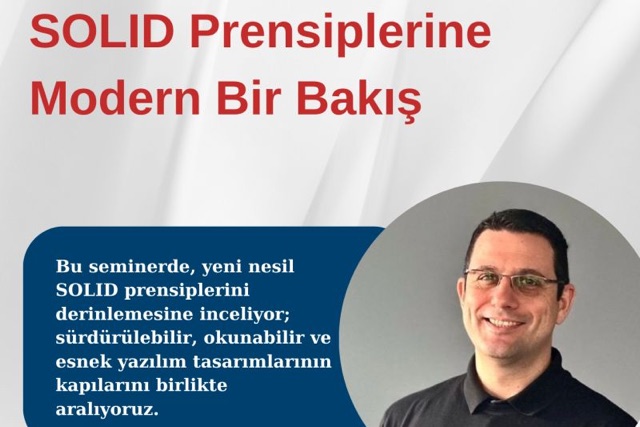 SOLID Prensiplerine
Modern Bir Bakış
Bu seminerde, yeni nesil
SOLID prensiplerini
derinlemesine inceliyor;
sürdürülebilir, okunabilir ve
esnek yazılım tasarımlarının
kapılarını birlikte
aralıyoruz.